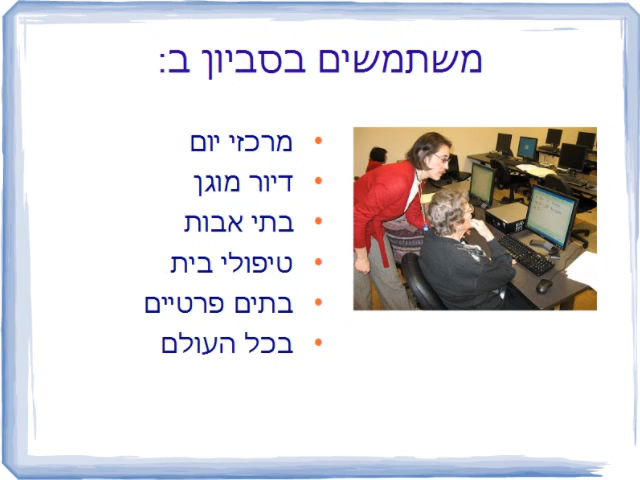 משתמשים בסביון ב:
מרכזי יום
דיור מוגן
בתי אבות
טיפולי בית
בתים פרטיים
בכל העולם